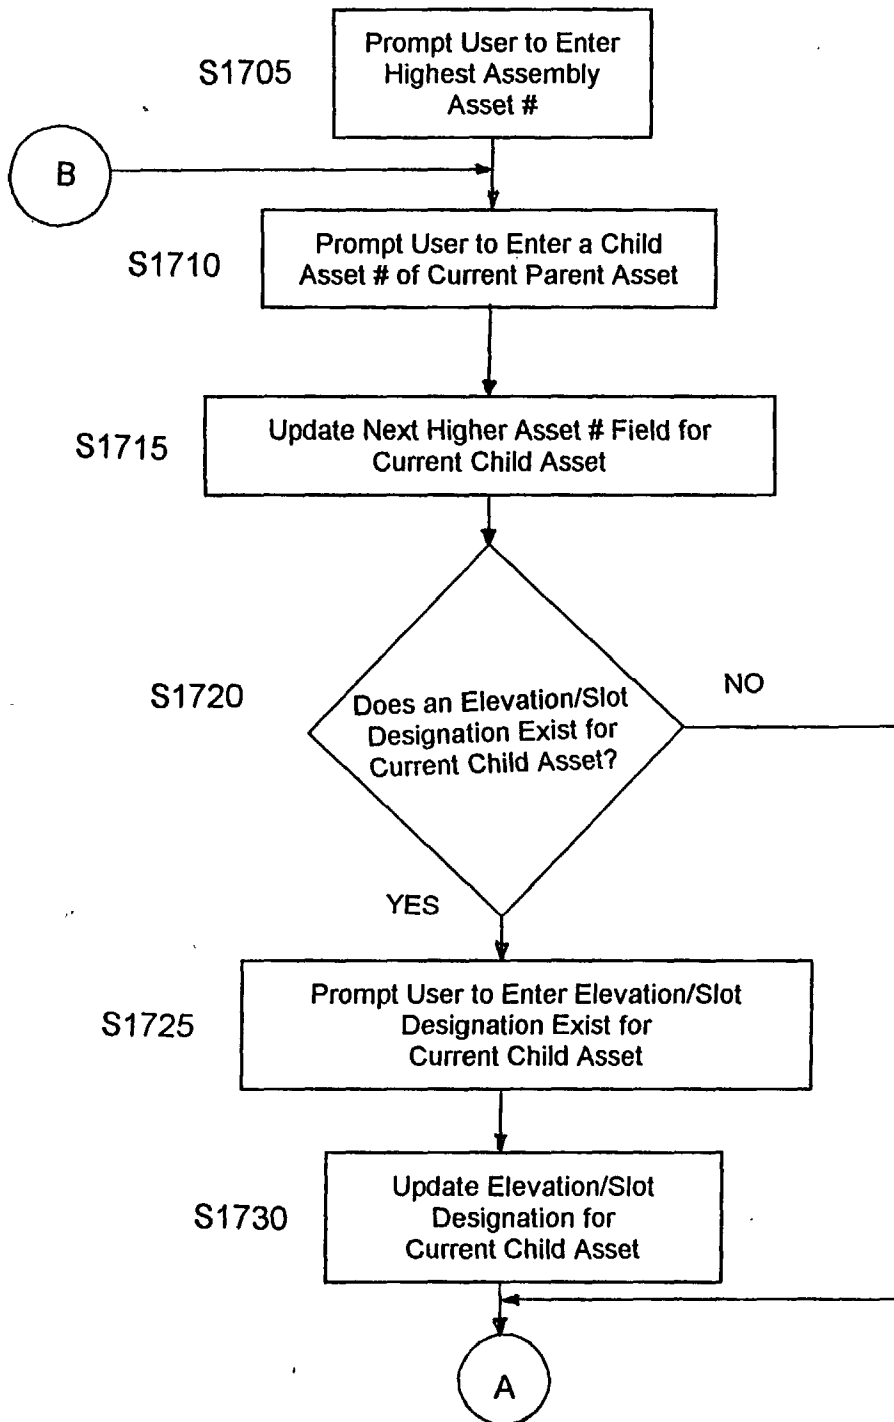 S1705
Prompt User to Enter
Highest Assembly
Asset #
B
S1710
Prompt User to Enter a Child
Asset # of Current Parent Asset
S1715
Update Next Higher Asset # Field for
Current Child Asset
S1720
Does an Elevation/Slot
Designation Exist for
Current Child Asset?
NO
YES
S1725
Prompt User to Enter Elevation/Slot
Designation Exist for
Current Child Asset
S1730
Update Elevation/Slot
Designation for
Current Child Asset
A